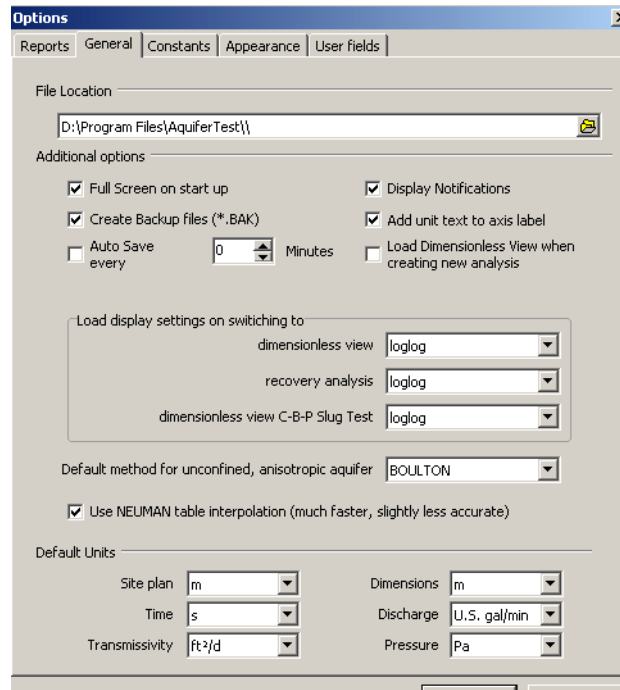 Options
Reports General Constants Appearance User fields
File Location
D:\Program Files\AquiferTest\\
Additional options
Full Screen on start up
Display Notifications
Create Backup files (*.BAK)
Add unit text to axis label
Auto Save every 0 Minutes
Load Dimensionless View when
creating new analysis
Load display settings on switiching to
dimensionless view loglog
recovery analysis loglog
dimensionless view C-B-P Slug Test loglog
Default method for unconfined, anisotropic aquifer BOULTON
Use NEUMAN table interpolation (much faster, slightly less accurate)
Default Units
Site plan m Dimensions m
Time s Discharge U.S. gal/min
Transmissivity ft²/d Pressure Pa